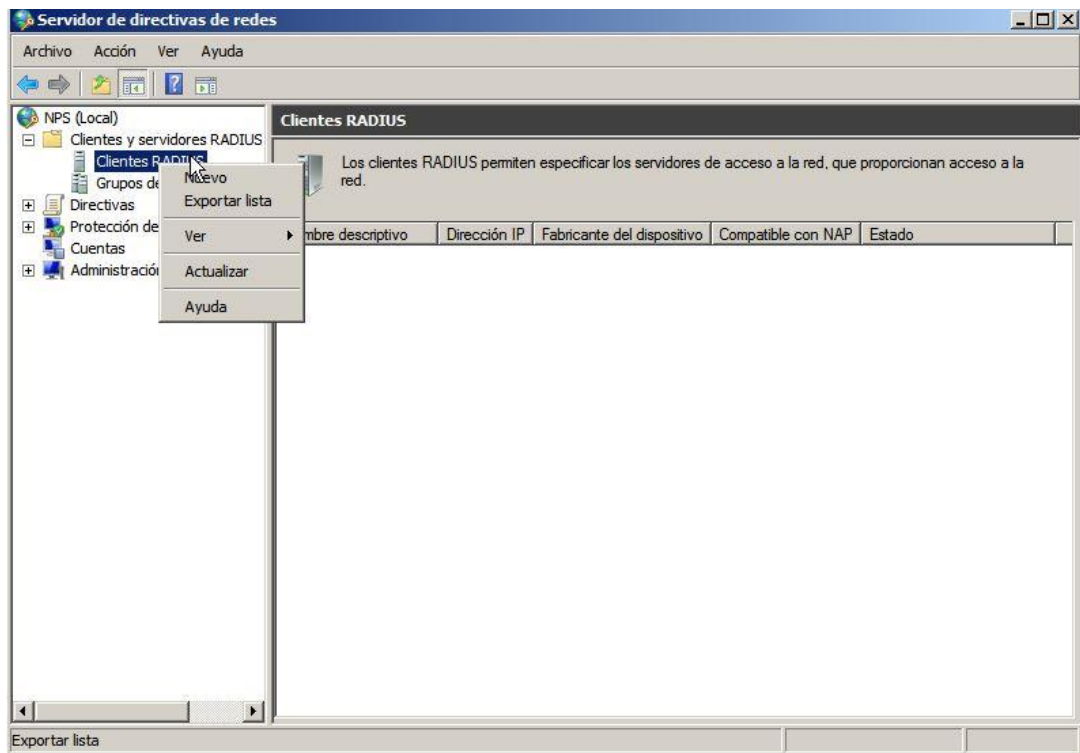 Servidor de directivas de redes
Archivo Acción Ver Ayuda
NPS (Local)
Clientes y servidores RADIUS
Clientes RADIUS
Grupos de
Directivas
Protección de
Cuentas
Administración
Nuevo
Exportar lista
Ver
Actualizar
Ayuda
Clientes RADIUS
Los clientes RADIUS permiten especificar los servidores de acceso a la red, que proporcionan acceso a la
red.
mbre descriptivo Dirección IP Fabricante del dispositivo Compatible con NAP Estado
Exportar lista